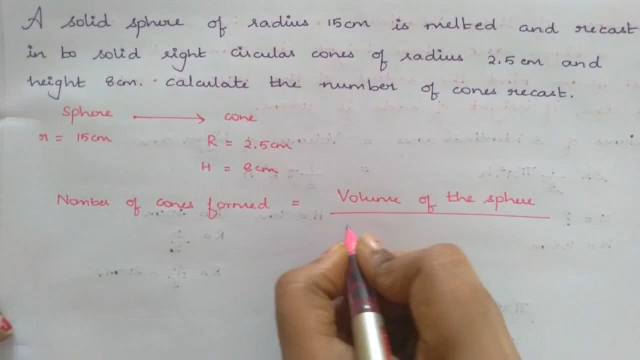 A solid sphere of radius 15cm is melted and recast
in to solid right circular cones of radius 2.5cm and
height 8cm. calculate the number of cones recast.
sphere ⟶ cone
r = 15cm R = 2.5cm
H = 8cm
Number of cones formed = Volume of the sphere